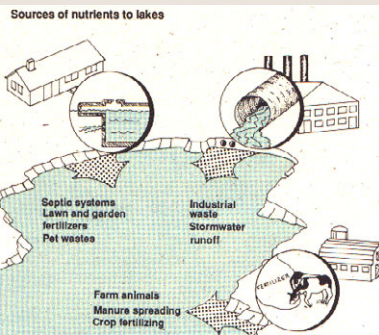 Sources of nutrients to lakes
Septic systems
Lawn and garden
fertilizers
Pet wastes
Industrial
waste
Stormwater
runoff
FERTILIZER
Farm animals
Manure spreading
Crop fertilizing